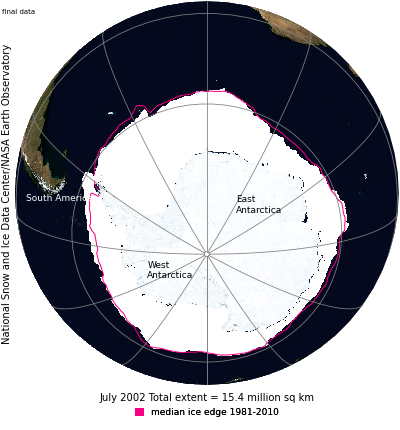 final data
National Snow and Ice Data Center/NASA Earth Observatory
South America
East
Antarctica
West
Antarctica
July 2002 Total extent = 15.4 million sq km
median ice edge 1981-2010